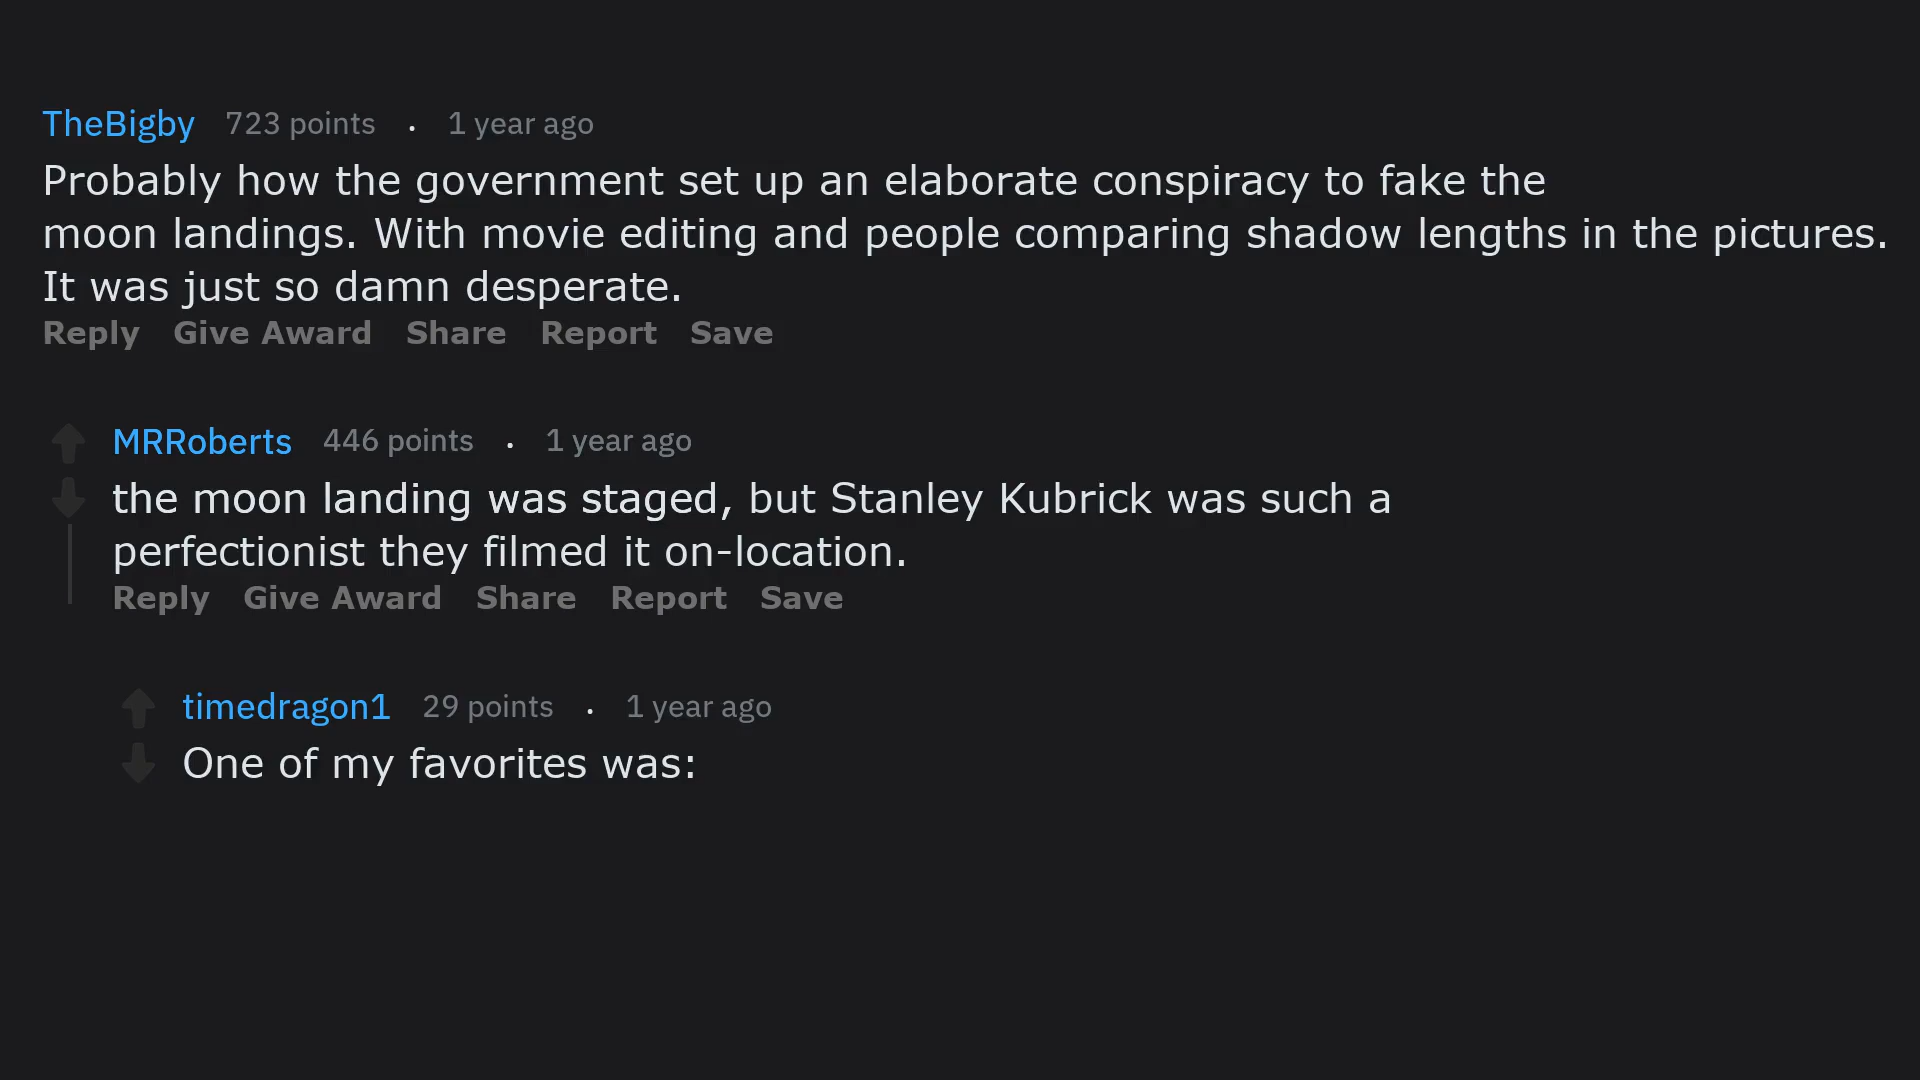 TheBigby 723 points . 1 year ago
Probably how the government set up an elaborate conspiracy to fake the
moon landings. With movie editing and people comparing shadow lengths in the pictures.
It was just so damn desperate.
Reply Give Award Share Report Save
MRRoberts 446 points . 1 year ago
the moon landing was staged, but Stanley Kubrick was such a
perfectionist they filmed it on-location.
Reply Give Award Share Report Save
timedragon1 29 points . 1 year ago
One of my favorites was: